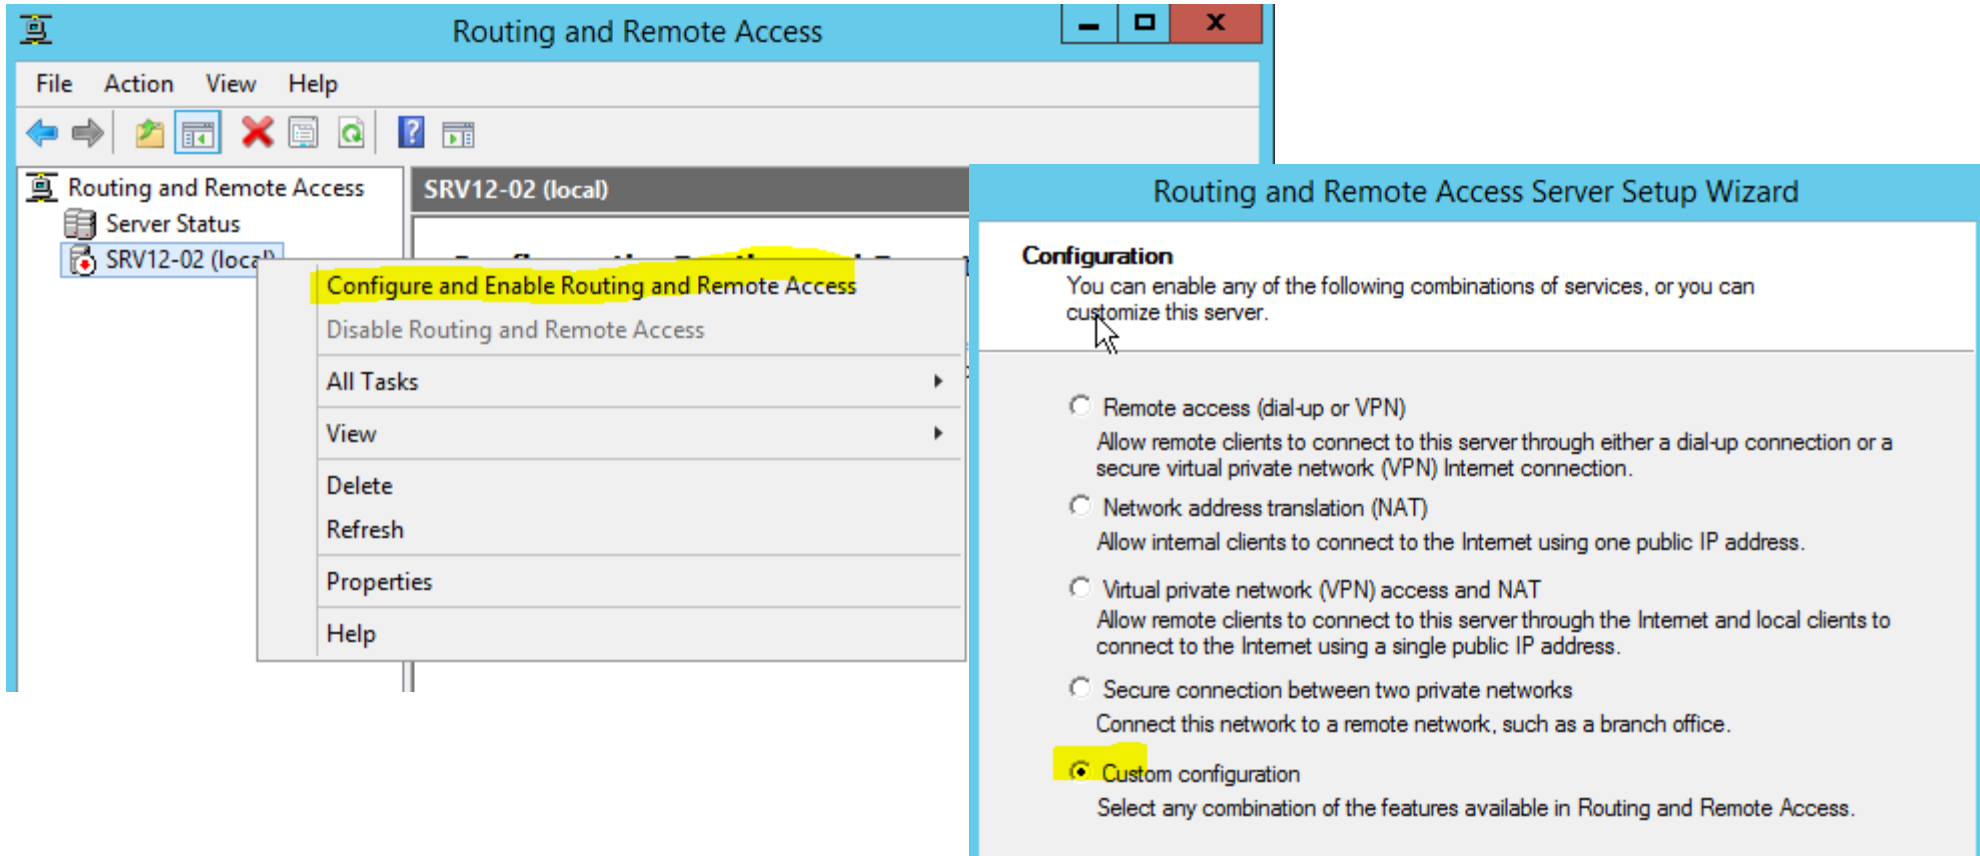 Routing and Remote Access
File Action View Help
Routing and Remote Access
Server Status
SRV12-02 (local)
SRV12-02 (local)
Configure and Enable Routing and Remote Access
Disable Routing and Remote Access
All Tasks
View
Delete
Refresh
Properties
Help
Routing and Remote Access Server Setup Wizard
Configuration
You can enable any of the following combinations of services, or you can
customize this server.
Remote access (dial-up or VPN)
Allow remote clients to connect to this server through either a dial-up connection or a
secure virtual private network (VPN) Internet connection.
Network address translation (NAT)
Allow internal clients to connect to the Internet using one public IP address.
Virtual private network (VPN) access and NAT
Allow remote clients to connect to this server through the Internet and local clients to
connect to the Internet using a single public IP address.
Secure connection between two private networks
Connect this network to a remote network, such as a branch office.
Custom configuration
Select any combination of the features available in Routing and Remote Access.